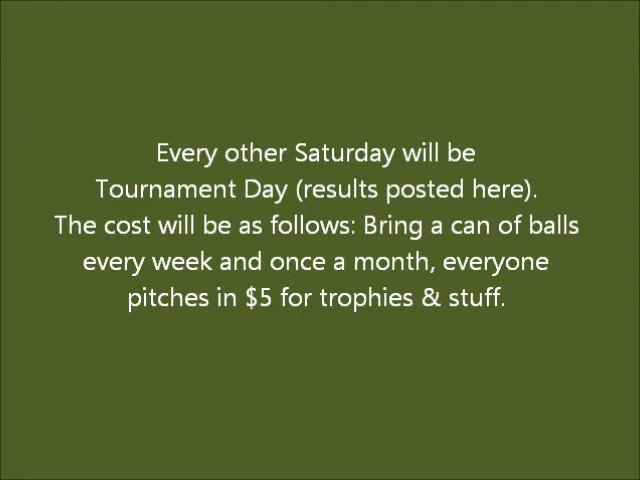 Every other Saturday will be
Tournament Day (results posted here).
The cost will be as follows: Bring a can of balls
every week and once a month, everyone
pitches in $5 for trophies & stuff.